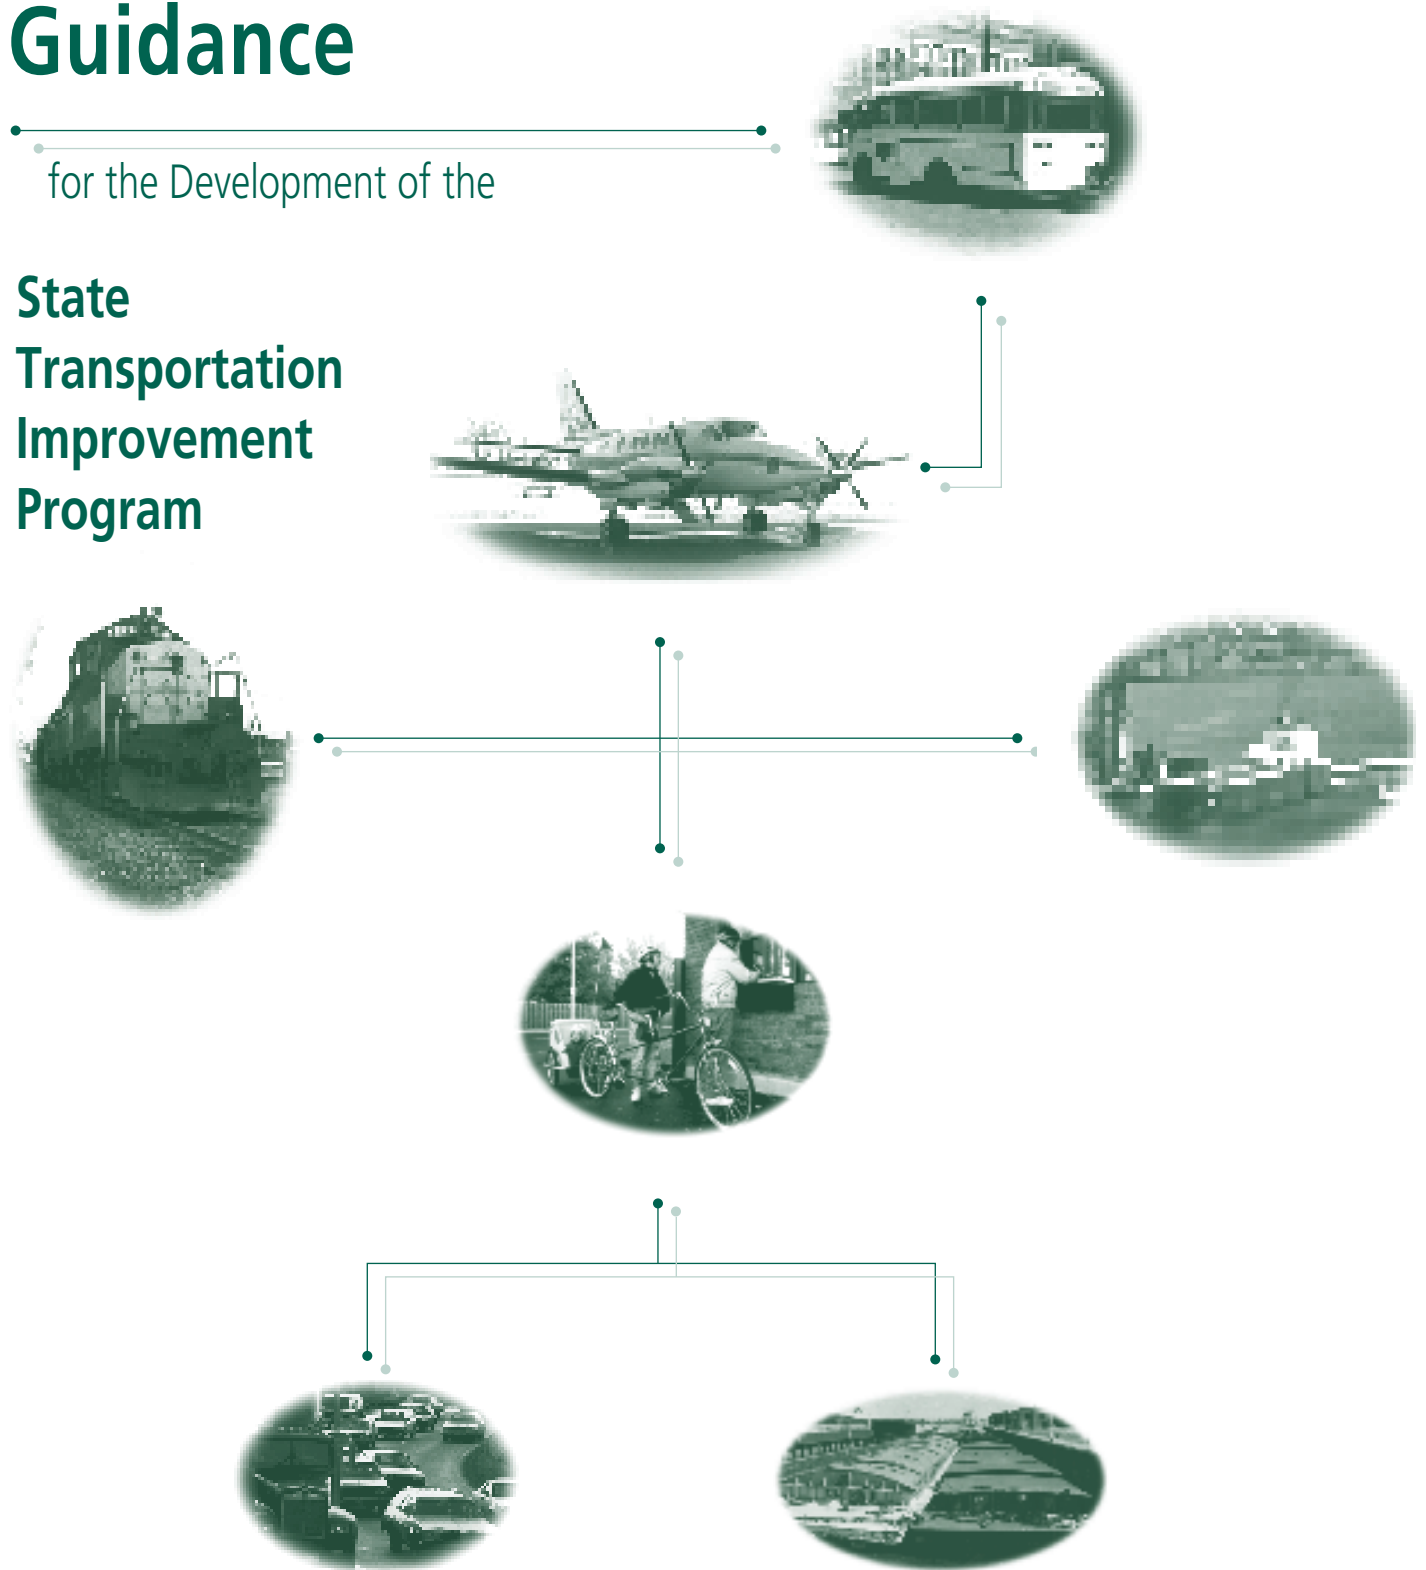 Guidance
for the Development of the
State
Transportation
Improvement
Program